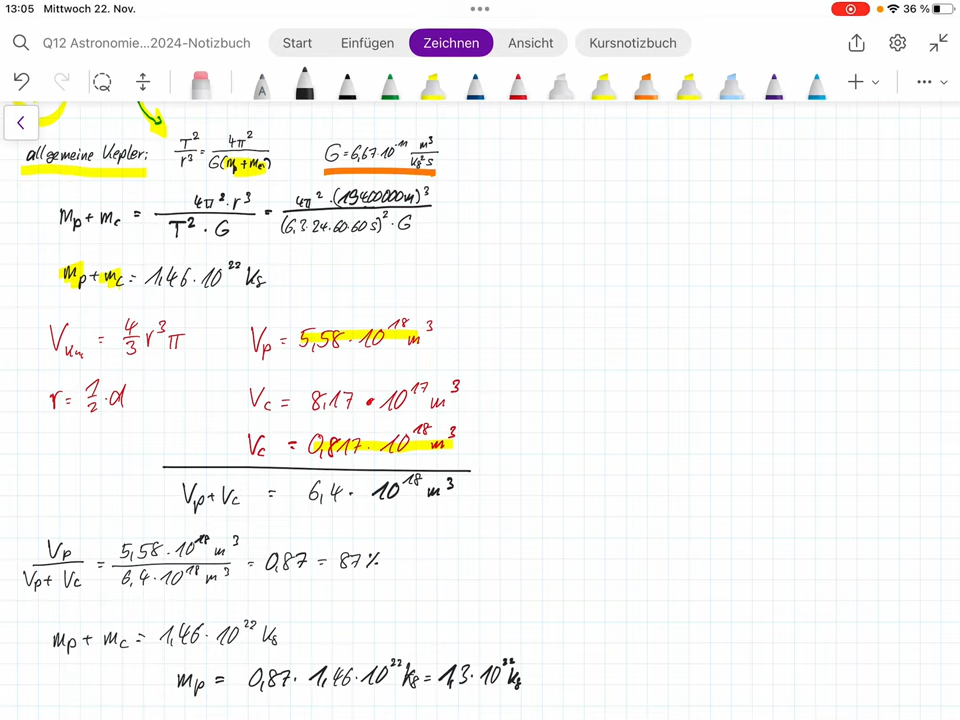 13:05 Mittwoch 22. Nov. 36 %
Q12 Astronomie...2024-Notizbuch Start Einfügen Zeichnen Ansicht Kursnotizbuch
A
allgemeine Kepler: T²/r³ = 4π²/G(mp+mc) G = 6,67·10⁻¹¹ m³/kg²s
mp + mc = 4π²·r³/T²·G = 4π²·(19400000m)³/(6,3·24·60·60s)²·G
mp + mc = 1,46·10²² kg
VKu = 4/3 r³π Vp = 5,58·10¹⁸ m³
r = 1/2·d Vc = 8,17·10¹⁷ m³
Vc = 0,817·10¹⁸ m³
Vp+Vc = 6,4·10¹⁸ m³
Vp/Vp+Vc = 5,58·10¹⁸ m³/6,4·10¹⁸ m³ = 0,87 = 87%
mp + mc = 1,46·10²² kg
mp = 0,87·1,46·10²² kg = 1,3·10²² kg